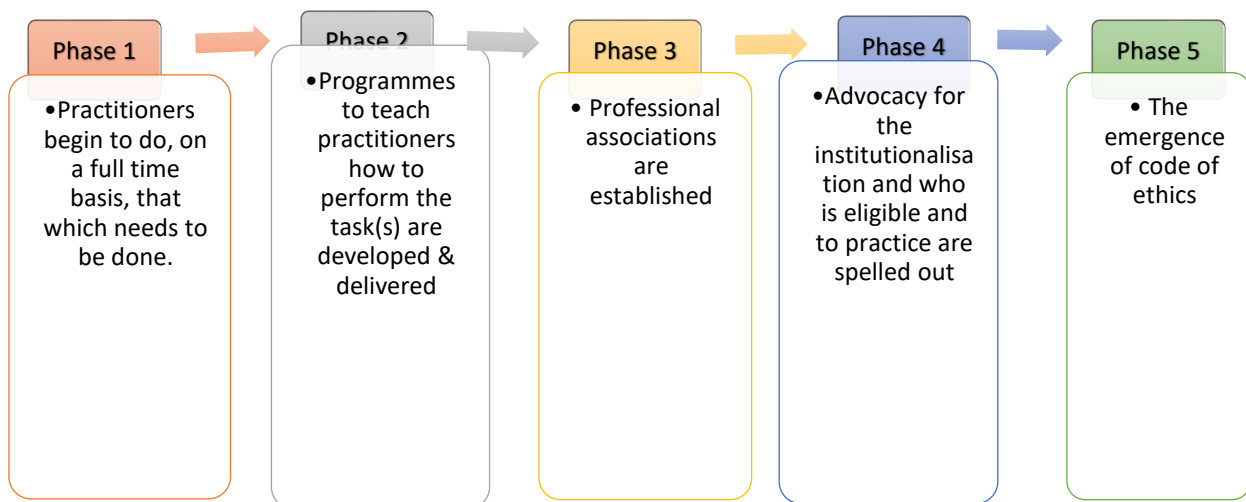 Phase 1
•Practitioners
begin to do, on
a full time
basis, that
which needs to
be done.
Phase 2
•Programmes
to teach
practitioners
how to
perform the
task(s) are
developed &
delivered
Phase 3
• Professional
associations
are
established
Phase 4
•Advocacy for
the
institutionalisa
tion and who
is eligible and
to practice are
spelled out
Phase 5
• The
emergence
of code of
ethics